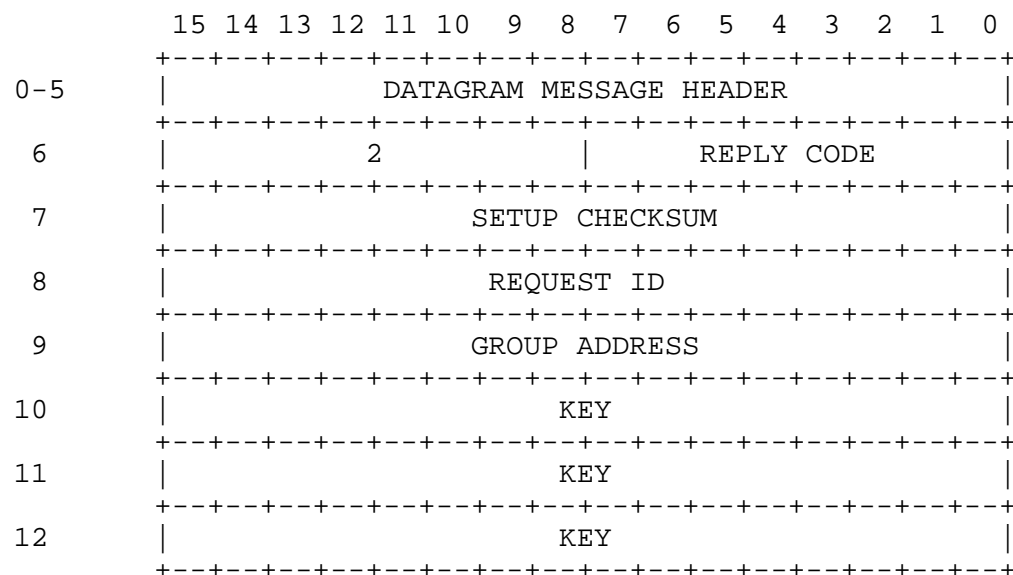 15 14 13 12 11 10 9 8 7 6 5 4 3 2 1 0
+--+--+--+--+--+--+--+--+--+--+--+--+--+--+--+--+
0-5 | DATAGRAM MESSAGE HEADER |
+--+--+--+--+--+--+--+--+--+--+--+--+--+--+--+--+
6 | 2 | REPLY CODE |
+--+--+--+--+--+--+--+--+--+--+--+--+--+--+--+--+
7 | SETUP CHECKSUM |
+--+--+--+--+--+--+--+--+--+--+--+--+--+--+--+--+
8 | REQUEST ID |
+--+--+--+--+--+--+--+--+--+--+--+--+--+--+--+--+
9 | GROUP ADDRESS |
+--+--+--+--+--+--+--+--+--+--+--+--+--+--+--+--+
10 | KEY |
+--+--+--+--+--+--+--+--+--+--+--+--+--+--+--+--+
11 | KEY |
+--+--+--+--+--+--+--+--+--+--+--+--+--+--+--+--+
12 | KEY |
+--+--+--+--+--+--+--+--+--+--+--+--+--+--+--+--+